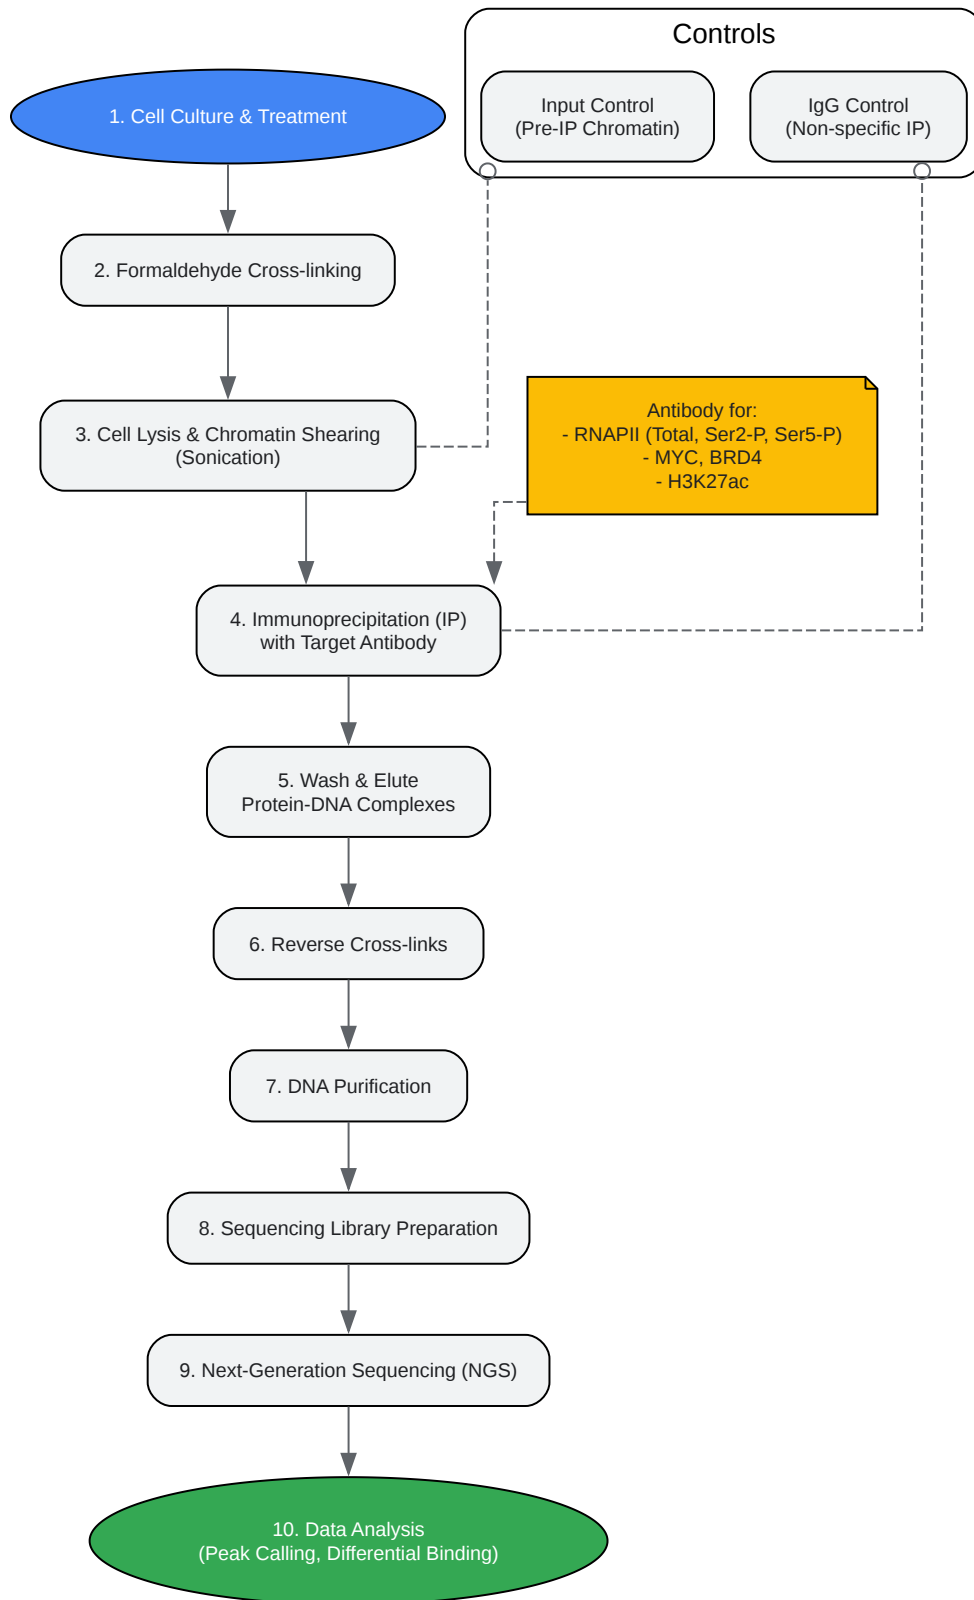 Controls
1. Cell Culture & Treatment
Input Control
(Pre-IP Chromatin)
IgG Control
(Non-specific IP)
2. Formaldehyde Cross-linking
3. Cell Lysis & Chromatin Shearing
(Sonication)
Antibody for:
- RNAPII (Total, Ser2-P, Ser5-P)
- MYC, BRD4
- H3K27ac
4. Immunoprecipitation (IP)
with Target Antibody
5. Wash & Elute
Protein-DNA Complexes
6. Reverse Cross-links
7. DNA Purification
8. Sequencing Library Preparation
9. Next-Generation Sequencing (NGS)
10. Data Analysis
(Peak Calling, Differential Binding)